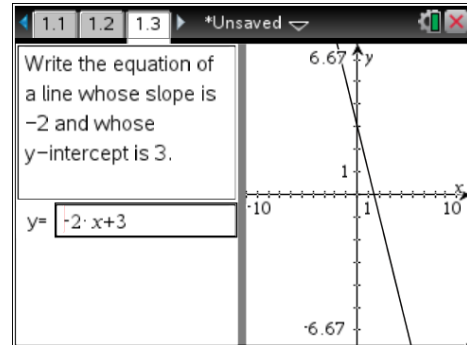 1.1 1.2 1.3 *Unsaved
Write the equation of
a line whose slope is
−2 and whose
y−intercept is 3.
y= -2· x+3
6.67 y
1
x
-10 1 10
-6.67